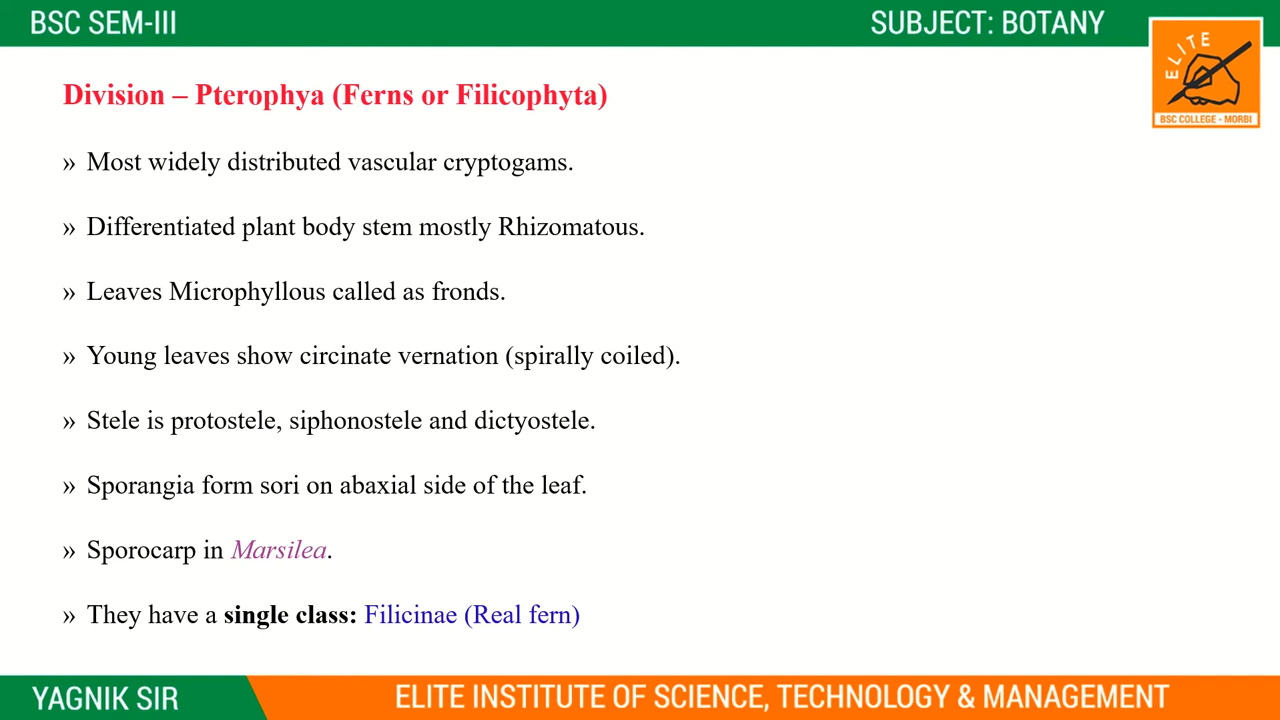 BSC SEM-III
SUBJECT: BOTANY
ELITE
BSC COLLEGE - MORBI
Division – Pterophya (Ferns or Filicophyta)
» Most widely distributed vascular cryptogams.
» Differentiated plant body stem mostly Rhizomatous.
» Leaves Microphyllous called as fronds.
» Young leaves show circinate vernation (spirally coiled).
» Stele is protostele, siphonostele and dictyostele.
» Sporangia form sori on abaxial side of the leaf.
» Sporocarp in Marsilea.
» They have a single class: Filicinae (Real fern)
YAGNIK SIR
ELITE INSTITUTE OF SCIENCE, TECHNOLOGY & MANAGEMENT